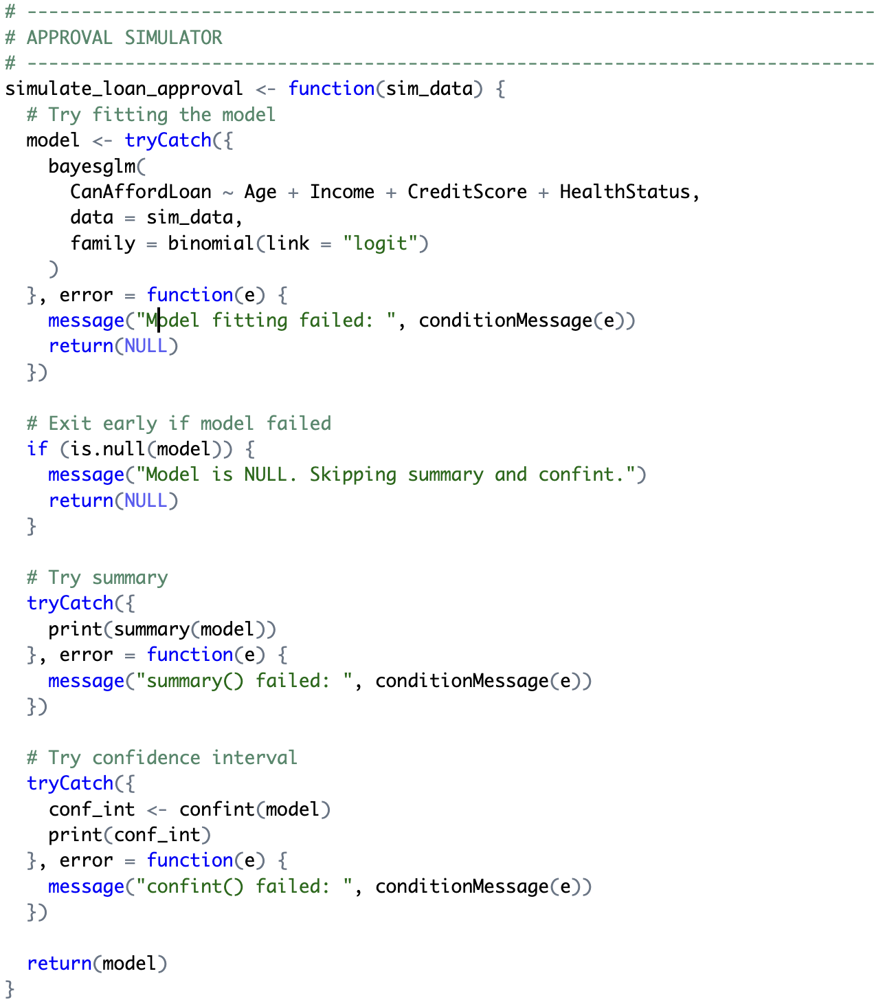 # ------------------------------------------------------------------------------
# APPROVAL SIMULATOR
# ------------------------------------------------------------------------------
simulate_loan_approval <- function(sim_data) {
  # Try fitting the model
  model <- tryCatch({
    bayesglm(
      CanAffordLoan ~ Age + Income + CreditScore + HealthStatus,
      data = sim_data,
      family = binomial(link = "logit")
    )
  }, error = function(e) {
    message("Model fitting failed: ", conditionMessage(e))
    return(NULL)
  })

  # Exit early if model failed
  if (is.null(model)) {
    message("Model is NULL. Skipping summary and confint.")
    return(NULL)
  }

  # Try summary
  tryCatch({
    print(summary(model))
  }, error = function(e) {
    message("summary() failed: ", conditionMessage(e))
  })

  # Try confidence interval
  tryCatch({
    conf_int <- confint(model)
    print(conf_int)
  }, error = function(e) {
    message("confint() failed: ", conditionMessage(e))
  })

  return(model)
}